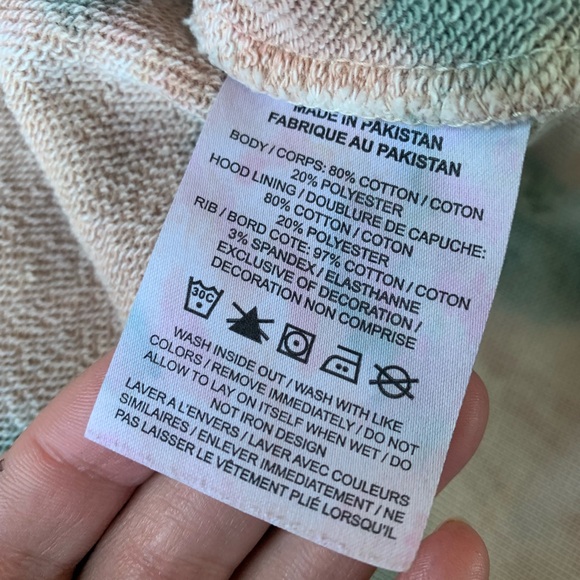 MADE IN PAKISTAN
FABRIQUE AU PAKISTAN
BODY / CORPS: 80% COTTON / COTON
20% POLYESTER
HOOD LINING / DOUBLURE DE CAPUCHE:
80% COTTON / COTON
20% POLYESTER
RIB / BORD COTE: 97% COTTON / COTON
3% SPANDEX / ELASTHANNE
EXCLUSIVE OF DECORATION /
DECORATION NON COMPRISE
30C
WASH INSIDE OUT / WASH WITH LIKE
COLORS / REMOVE IMMEDIATELY / DO NOT
ALLOW TO LAY ON ITSELF WHEN WET / DO
NOT IRON DESIGN
LAVER A L'ENVERS / LAVER AVEC COULEURS
SIMILAIRES / ENLEVER IMMEDIATEMENT / NE
PAS LAISSER LE VÊTEMENT PLIÉ LORSQU'IL